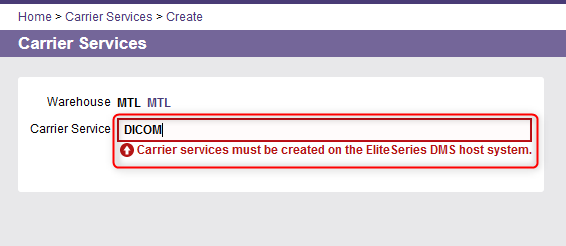 Home > Carrier Services > Create
Carrier Services
Warehouse MTL MTL
Carrier Service DICOM
Carrier services must be created on the EliteSeries DMS host system.